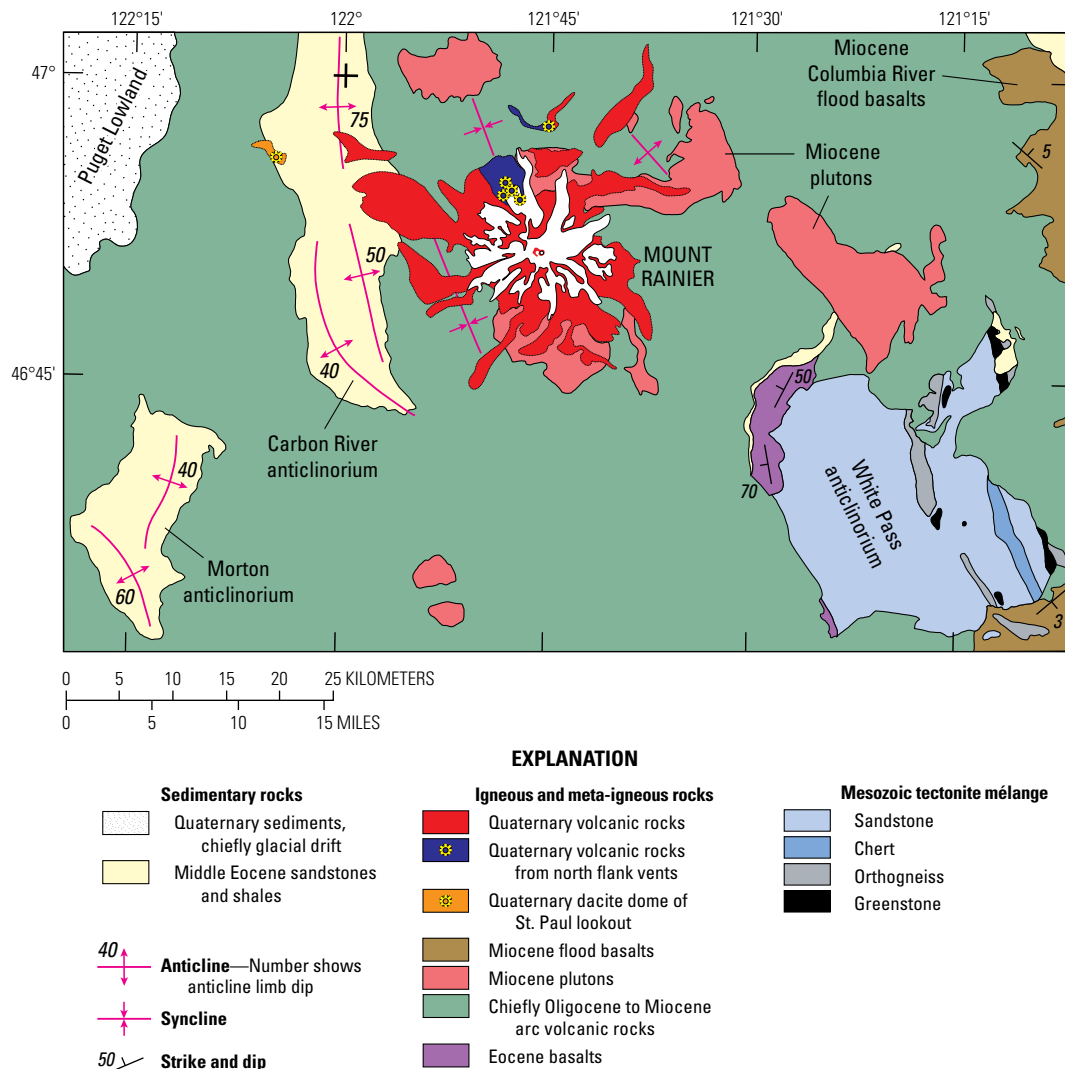 122°15'
122°
121°45'
121°30'
121°15'
47°
46°45'
Puget Lowland
75
50
40
Carbon River
anticlinorium
40
60
Morton
anticlinorium
MOUNT
RAINIER
Miocene
Columbia River
flood basalts
5
Miocene
plutons
50
70
White Pass
anticlinorium
3
0 5 10 15 20 25 KILOMETERS
0 5 10 15 MILES
EXPLANATION
Sedimentary rocks
Quaternary sediments,
chiefly glacial drift
Middle Eocene sandstones
and shales
40
Anticline—Number shows
anticline limb dip
Syncline
50
Strike and dip
Igneous and meta-igneous rocks
Quaternary volcanic rocks
Quaternary volcanic rocks
from north flank vents
Quaternary dacite dome of
St. Paul lookout
Miocene flood basalts
Miocene plutons
Chiefly Oligocene to Miocene
arc volcanic rocks
Eocene basalts
Mesozoic tectonite mélange
Sandstone
Chert
Orthogneiss
Greenstone